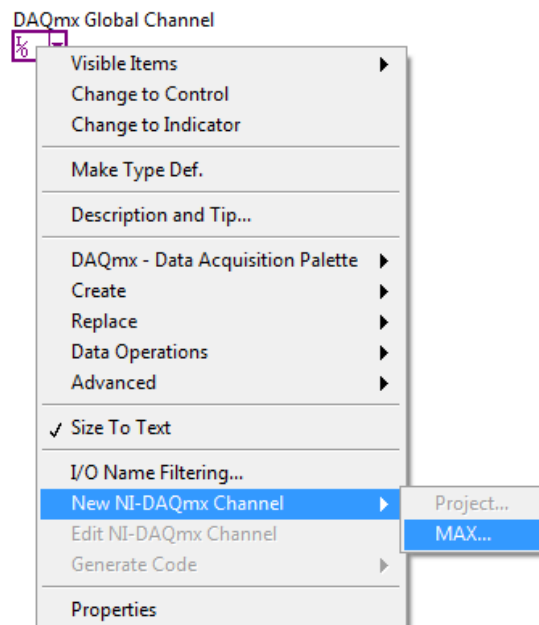 DAQmx Global Channel
I/O
Visible Items
Change to Control
Change to Indicator
Make Type Def.
Description and Tip...
DAQmx - Data Acquisition Palette
Create
Replace
Data Operations
Advanced
✓ Size To Text
I/O Name Filtering...
New NI-DAQmx Channel
Project...
Edit NI-DAQmx Channel
MAX...
Generate Code
Properties